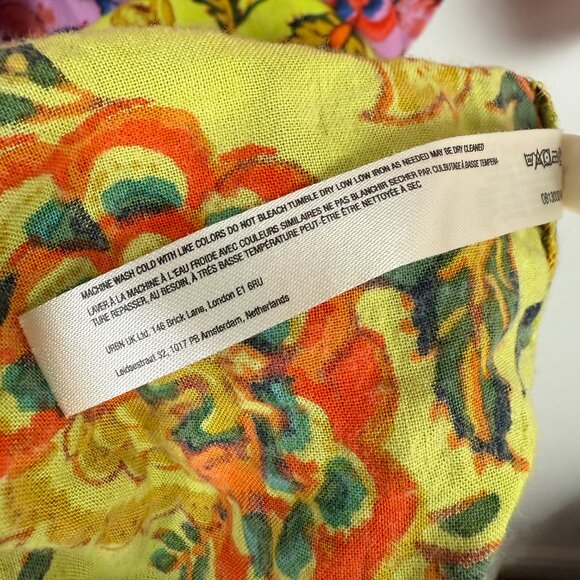 MACHINE WASH COLD WITH LIKE COLORS DO NOT BLEACH TUMBLE DRY LOW LOW IRON AS NEEDED MAY BE DRY CLEANED
LAVER À LA MACHINE À L'EAU FROIDE AVEC COULEURS SIMILAIRES NE PAS BLANCHIR SECHER PAR CULBUTAGE À BASSE TEMPERA-
TURE REPASSER, AU BESOIN, À TRÈS BASSE TEMPÉRATURE PEUT-ÊTRE ÊTRE NETTOYÉE À SEC
URBN UK Ltd. 146 Brick Lane, London E1 6RU
Leidsestraat 32, 1017 PB Amsterdam, Netherlands